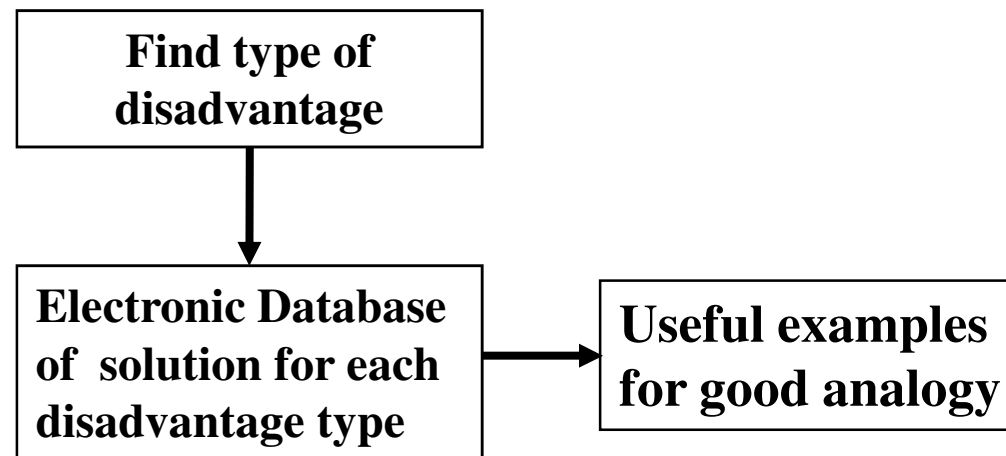 Find type of
disadvantage
Electronic Database
of solution for each
disadvantage type
Useful examples
for good analogy